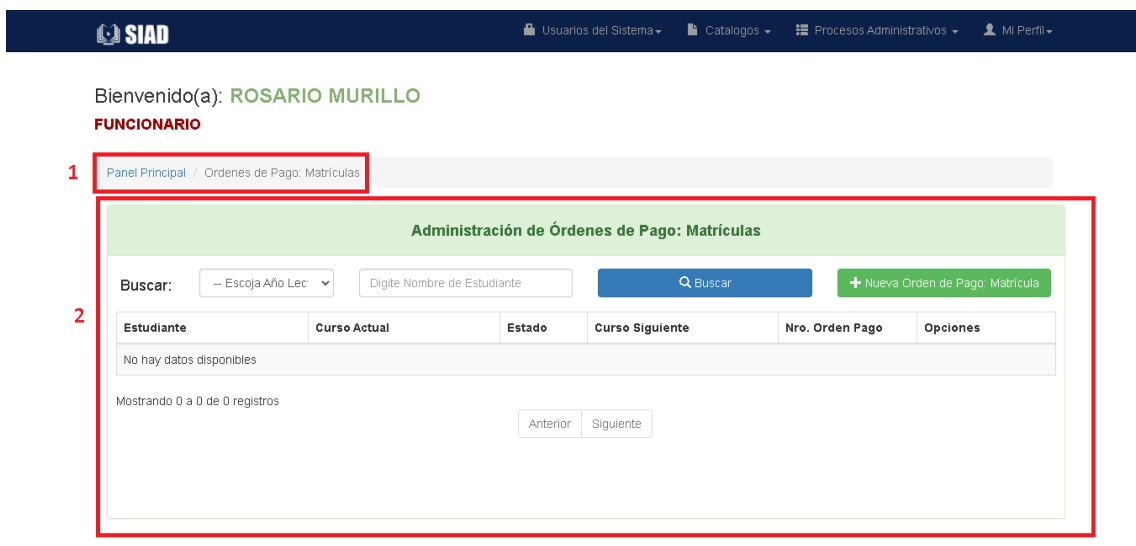 SIAD Usuarios del Sistema Catalogos Procesos Administrativos Mi Perfil
Bienvenido(a): ROSARIO MURILLO
FUNCIONARIO
1 Panel Principal / Ordenes de Pago: Matrículas
Administración de Órdenes de Pago: Matrículas
Buscar: -- Escoja Año Lec Digite Nombre de Estudiante Buscar + Nueva Orden de Pago: Matrícula
2
Estudiante Curso Actual Estado Curso Siguiente Nro. Orden Pago Opciones
No hay datos disponibles
Mostrando 0 a 0 de 0 registros
Anterior Siguiente